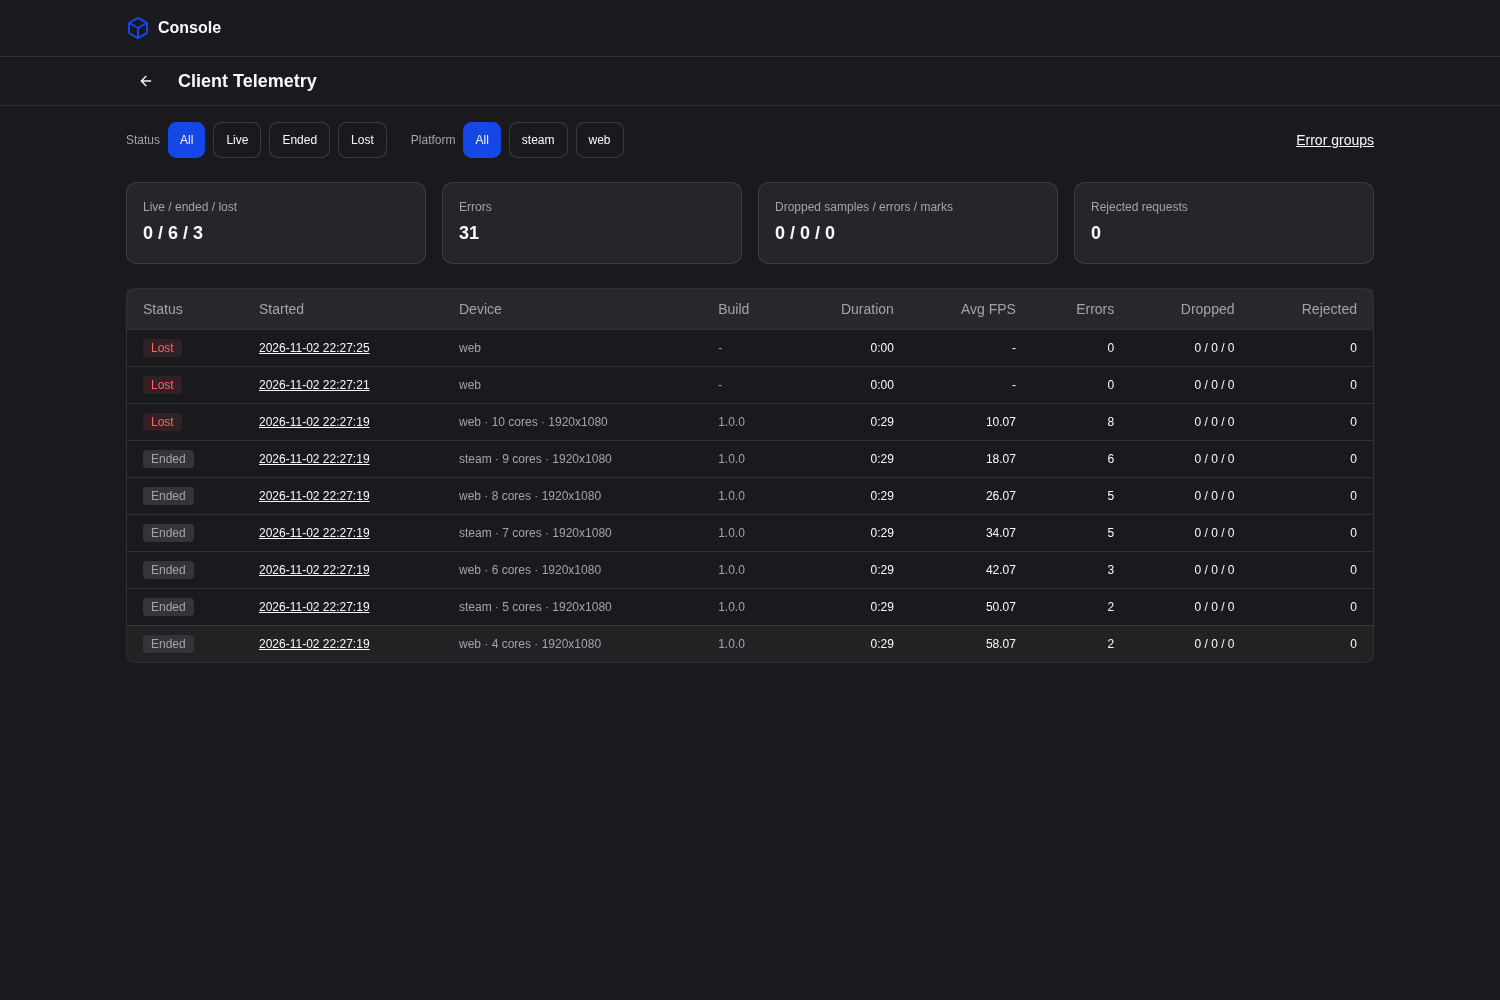 Console
Client Telemetry
Status All Live Ended Lost Platform All steam web Error groups
Live / ended / lost Errors Dropped samples / errors / marks Rejected requests
0 / 6 / 3 31 0 / 0 / 0 0
Status Started Device Build Duration Avg FPS Errors Dropped Rejected
Lost 2026-11-02 22:27:25 web - 0:00 - 0 0 / 0 / 0 0
Lost 2026-11-02 22:27:21 web - 0:00 - 0 0 / 0 / 0 0
Lost 2026-11-02 22:27:19 web · 10 cores · 1920x1080 1.0.0 0:29 10.07 8 0 / 0 / 0 0
Ended 2026-11-02 22:27:19 steam · 9 cores · 1920x1080 1.0.0 0:29 18.07 6 0 / 0 / 0 0
Ended 2026-11-02 22:27:19 web · 8 cores · 1920x1080 1.0.0 0:29 26.07 5 0 / 0 / 0 0
Ended 2026-11-02 22:27:19 steam · 7 cores · 1920x1080 1.0.0 0:29 34.07 5 0 / 0 / 0 0
Ended 2026-11-02 22:27:19 web · 6 cores · 1920x1080 1.0.0 0:29 42.07 3 0 / 0 / 0 0
Ended 2026-11-02 22:27:19 steam · 5 cores · 1920x1080 1.0.0 0:29 50.07 2 0 / 0 / 0 0
Ended 2026-11-02 22:27:19 web · 4 cores · 1920x1080 1.0.0 0:29 58.07 2 0 / 0 / 0 0